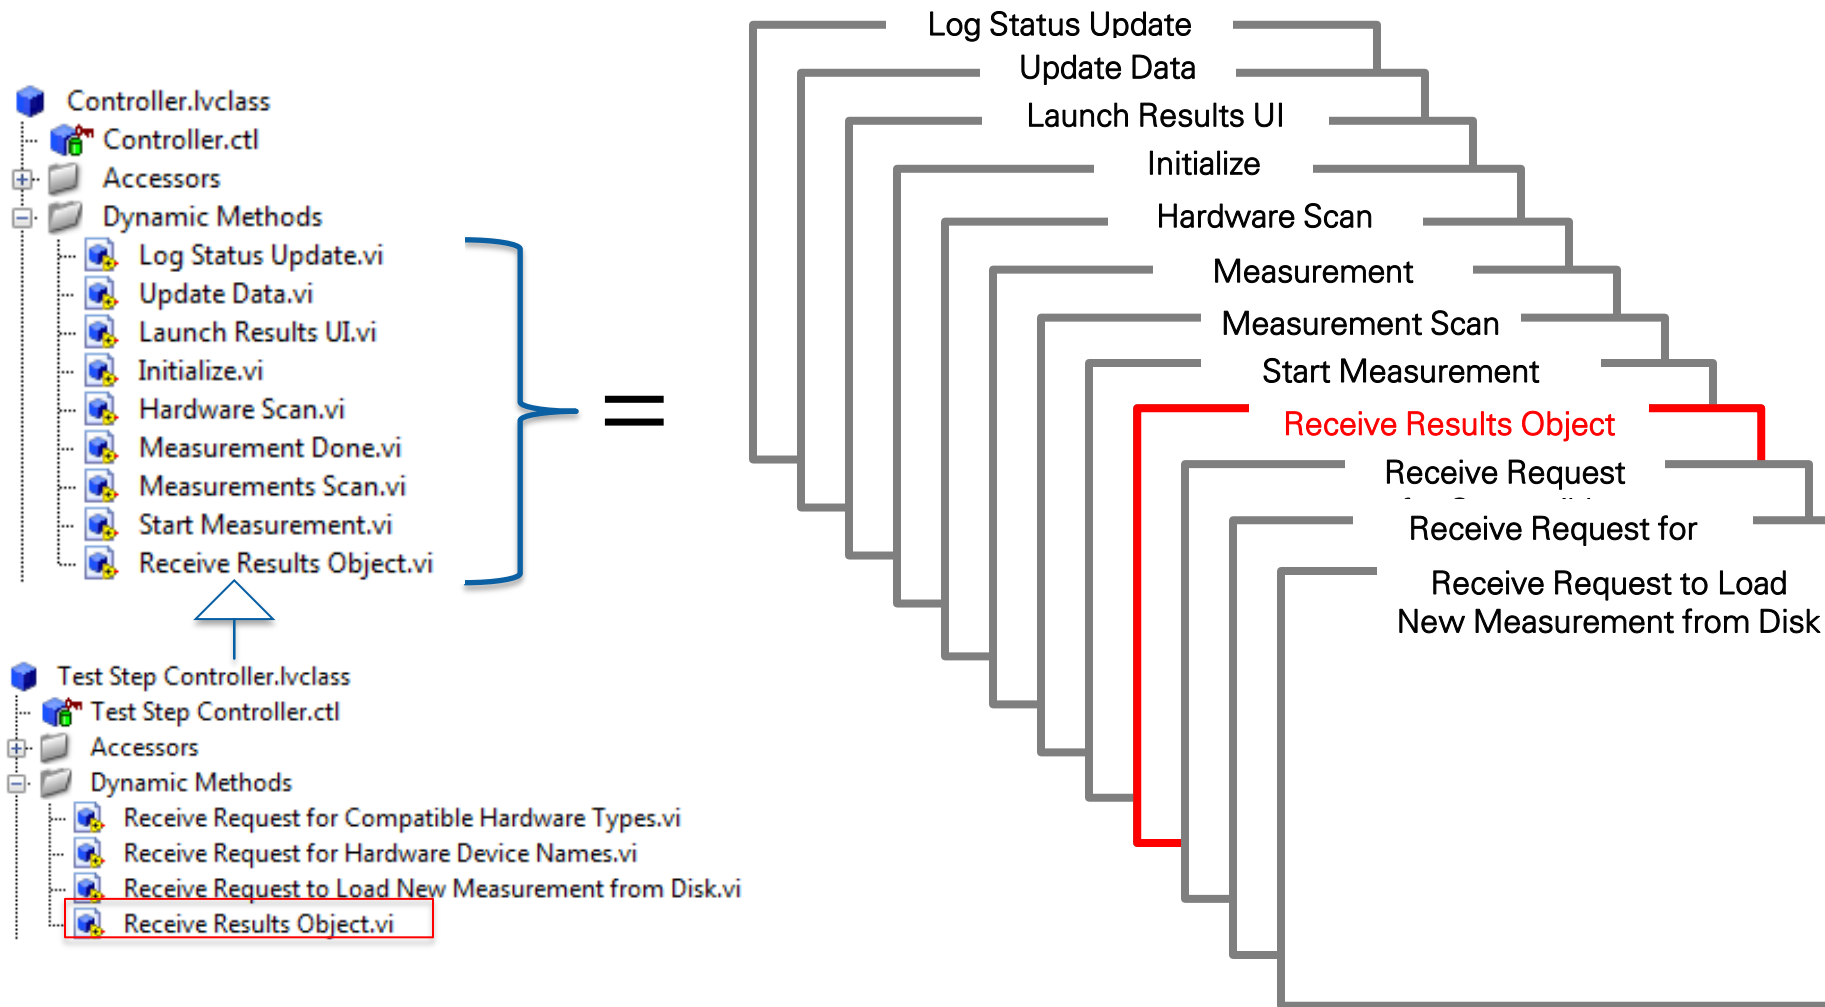 Controller.lvclass
Controller.ctl
Accessors
Dynamic Methods
Log Status Update.vi
Update Data.vi
Launch Results UI.vi
Initialize.vi
Hardware Scan.vi
Measurement Done.vi
Measurements Scan.vi
Start Measurement.vi
Receive Results Object.vi
Test Step Controller.lvclass
Test Step Controller.ctl
Accessors
Dynamic Methods
Receive Request for Compatible Hardware Types.vi
Receive Request for Hardware Device Names.vi
Receive Request to Load New Measurement from Disk.vi
Receive Results Object.vi
=
Log Status Update
Update Data
Launch Results UI
Initialize
Hardware Scan
Measurement
Measurement Scan
Start Measurement
Receive Results Object
Receive Request
Receive Request for
Receive Request to Load
New Measurement from Disk